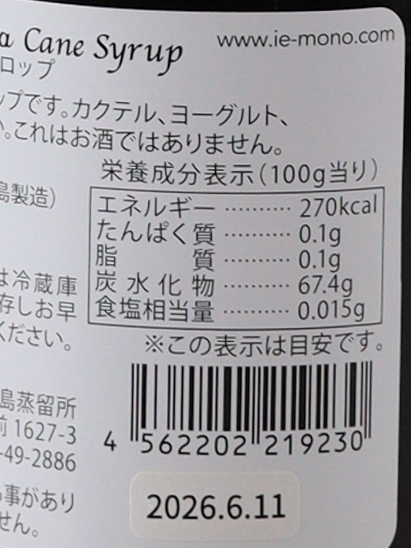 a Cane Syrup
www.ie-mono.com
ロップ
ップです。カクテル、ヨーグルト、
い。これはお酒ではありません。
栄養成分表示(100g当り)
島製造)
エネルギー ………… 270kcal
たんぱく質 ………… 0.1g
脂 質 ………… 0.1g
炭水化物 ………… 67.4g
食塩相当量 ………… 0.015g
は冷蔵庫
存しお早
ください。
※この表示は目安です。
島蒸留所
前 1627-3
-49-2886
4 562202 219230
事があり
せん。
2026.6.11